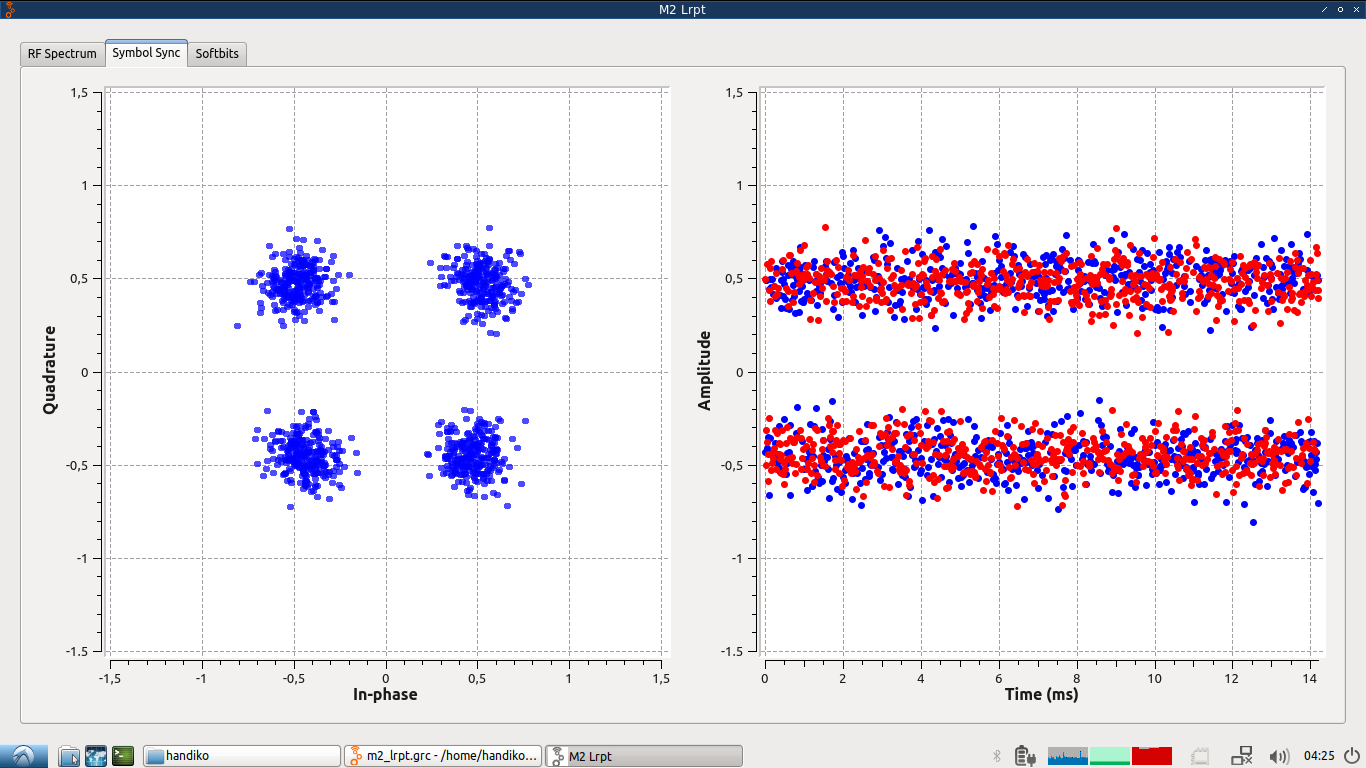 M2 Lrpt
RF Spectrum
Symbol Sync
Softbits
1,5
1
0,5
0
-0,5
-1
-1.5
Quadrature
-1,5
-1
-0,5
0
0,5
1
1,5
In-phase
1,5
1
0,5
0
-0,5
-1
-1.5
Amplitude
0
2
4
6
8
10
12
14
Time (ms)
handiko
m2_lrpt.grc - /home/handiko...
M2 Lrpt
04:25